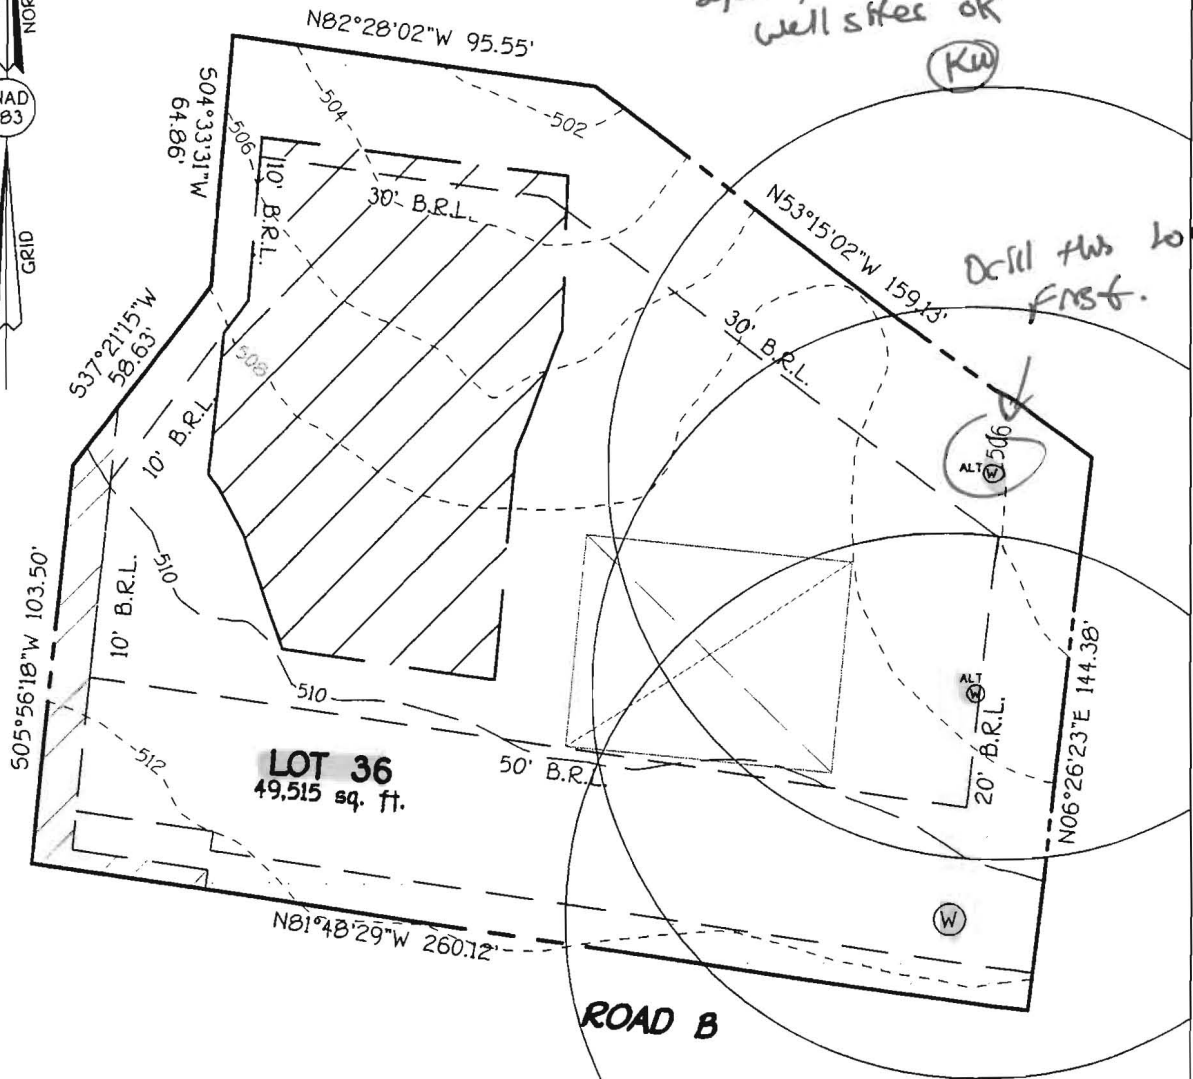 well sites ok
KW
N82°28'02"W 95.55'
NAD
83
GRID
S04°33'31"W
64.86'
504
502
506
10' B.R.L.
30' B.R.L.
N53°15'02"W 159.13'
Drill this
first.
S37°21'15"W
58.63'
508
30' B.R.L.
10' B.R.L.
506
ALT W
S05°56'18"W 103.50'
510
10' B.R.L.
510
ALT
W
20' B.R.L.
N06°26'23"E 144.38'
512
LOT 36
49,515 sq. ft.
50' B.R.L.
W
N81°48'29"W 260.12'
ROAD B